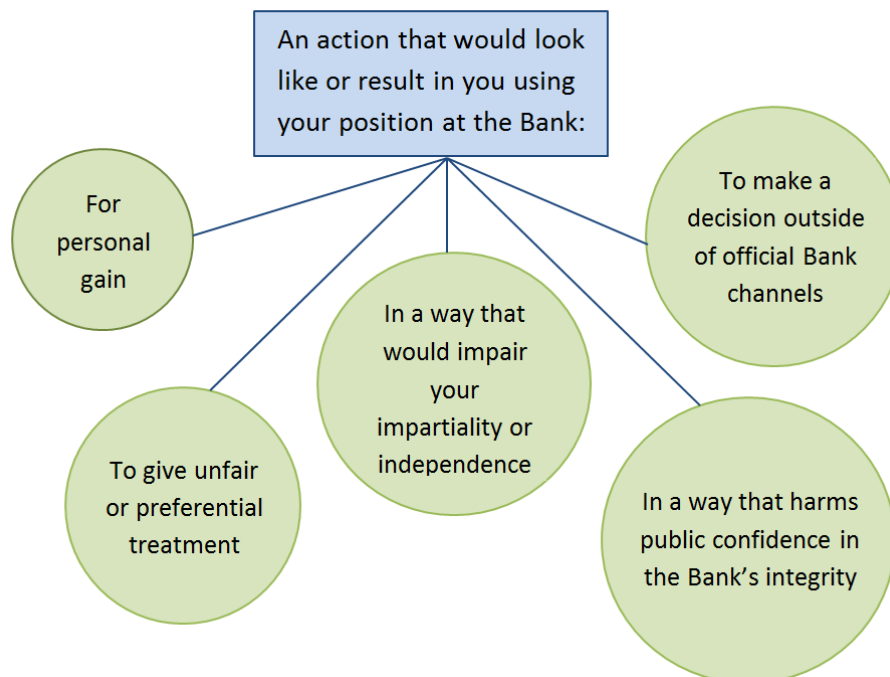 An action that would look
like or result in you using
your position at the Bank:
For
personal
gain
To give unfair
or preferential
treatment
In a way that
would impair
your
impartiality or
independence
In a way that harms
public confidence in
the Bank's integrity
To make a
decision outside
of official Bank
channels